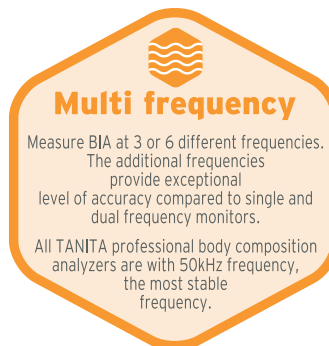 Multi frequency
Measure BIA at 3 or 6 different frequencies.
The additional frequencies
provide exceptional
level of accuracy compared to single and
dual frequency monitors.
All TANITA professional body composition
analyzers are with 50kHz frequency,
the most stable
frequency.